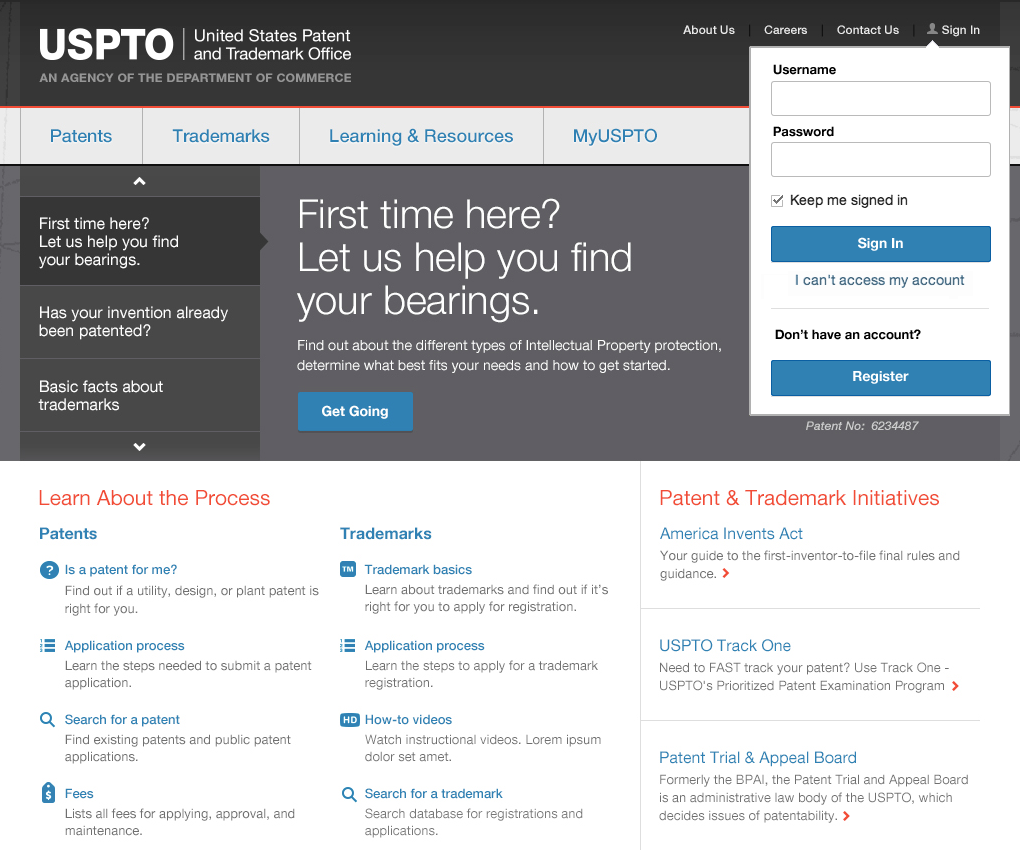 USPTO
United States Patent
and Trademark Office
AN AGENCY OF THE DEPARTMENT OF COMMERCE
About Us
Careers
Contact Us
Sign In
Username
Password
Keep me signed in
Sign In
I can't access my account
Don't have an account?
Register
Patents
Trademarks
Learning & Resources
MyUSPTO
First time here?
Let us help you find
your bearings.
Has your invention already
been patented?
Basic facts about
trademarks
First time here?
Let us help you find
your bearings.
Find out about the different types of Intellectual Property protection,
determine what best fits your needs and how to get started.
Get Going
Patent No: 6234487
Learn About the Process
Patents
?
Is a patent for me?
Find out if a utility, design, or plant patent is
right for you.
Application process
Learn the steps needed to submit a patent
application.
Search for a patent
Find existing patents and public patent
applications.
$
Fees
Lists all fees for applying, approval, and
maintenance.
Trademarks
TM
Trademark basics
Learn about trademarks and find out if it's
right for you to apply for registration.
Application process
Learn the steps to apply for a trademark
registration.
HD
How-to videos
Watch instructional videos. Lorem ipsum
dolor set amet.
Search for a trademark
Search database for registrations and
applications.
Patent & Trademark Initiatives
America Invents Act
Your guide to the first-inventor-to-file final rules and
guidance.
USPTO Track One
Need to FAST track your patent? Use Track One -
USPTO's Prioritized Patent Examination Program
Patent Trial & Appeal Board
Formerly the BPAI, the Patent Trial and Appeal Board
is an administrative law body of the USPTO, which
decides issues of patentability.